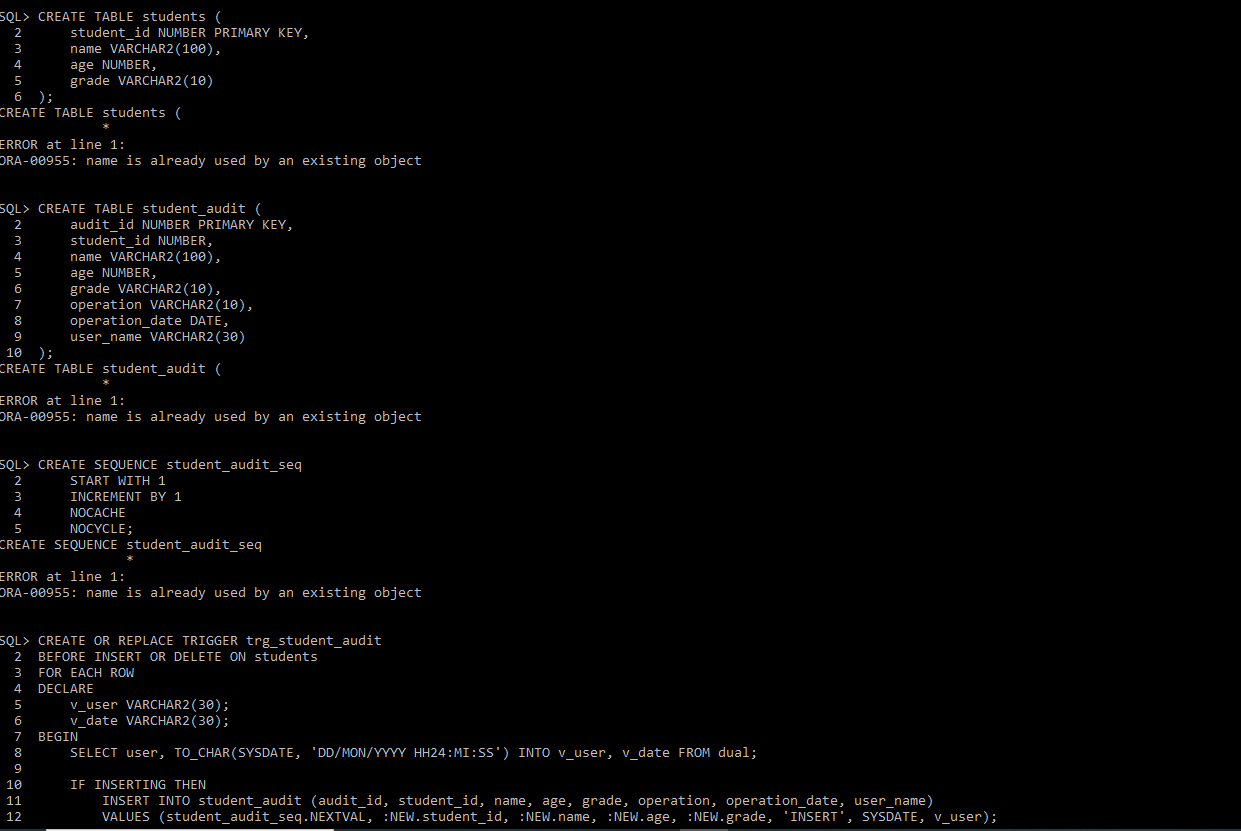 SQL> CREATE TABLE students (
  2      student_id NUMBER PRIMARY KEY,
  3      name VARCHAR2(100),
  4      age NUMBER,
  5      grade VARCHAR2(10)
  6  );
CREATE TABLE students (
             *
ERROR at line 1:
ORA-00955: name is already used by an existing object


SQL> CREATE TABLE student_audit (
  2      audit_id NUMBER PRIMARY KEY,
  3      student_id NUMBER,
  4      name VARCHAR2(100),
  5      age NUMBER,
  6      grade VARCHAR2(10),
  7      operation VARCHAR2(10),
  8      operation_date DATE,
  9      user_name VARCHAR2(30)
 10  );
CREATE TABLE student_audit (
             *
ERROR at line 1:
ORA-00955: name is already used by an existing object


SQL> CREATE SEQUENCE student_audit_seq
  2      START WITH 1
  3      INCREMENT BY 1
  4      NOCACHE
  5      NOCYCLE;
CREATE SEQUENCE student_audit_seq
                *
ERROR at line 1:
ORA-00955: name is already used by an existing object


SQL> CREATE OR REPLACE TRIGGER trg_student_audit
  2  BEFORE INSERT OR DELETE ON students
  3  FOR EACH ROW
  4  DECLARE
  5      v_user VARCHAR2(30);
  6      v_date VARCHAR2(30);
  7  BEGIN
  8      SELECT user, TO_CHAR(SYSDATE, 'DD/MON/YYYY HH24:MI:SS') INTO v_user, v_date FROM dual;
  9
 10      IF INSERTING THEN
 11          INSERT INTO student_audit (audit_id, student_id, name, age, grade, operation, operation_date, user_name)
 12          VALUES (student_audit_seq.NEXTVAL, :NEW.student_id, :NEW.name, :NEW.age, :NEW.grade, 'INSERT', SYSDATE, v_user);